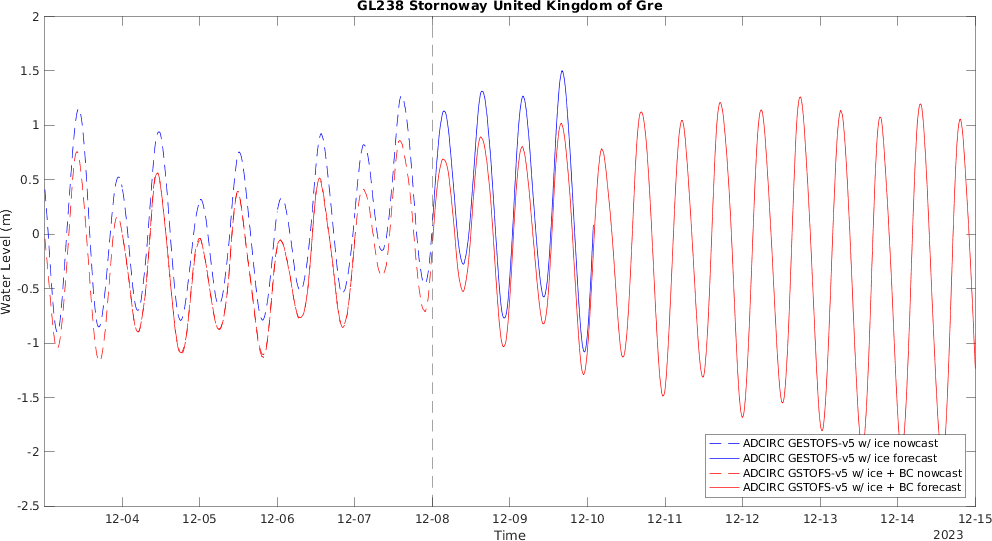 GL238 Stornoway United Kingdom of Gre
2
1.5
1
0.5
0
-0.5
-1
-1.5
-2
-2.5
Water Level (m)
12-04 12-05 12-06 12-07 12-08 12-09 12-10 12-11 12-12 12-13 12-14 12-15
Time
2023
ADCIRC GESTOFS-v5 w/ ice nowcast
ADCIRC GESTOFS-v5 w/ ice forecast
ADCIRC GSTOFS-v5 w/ ice + BC nowcast
ADCIRC GSTOFS-v5 w/ ice + BC forecast